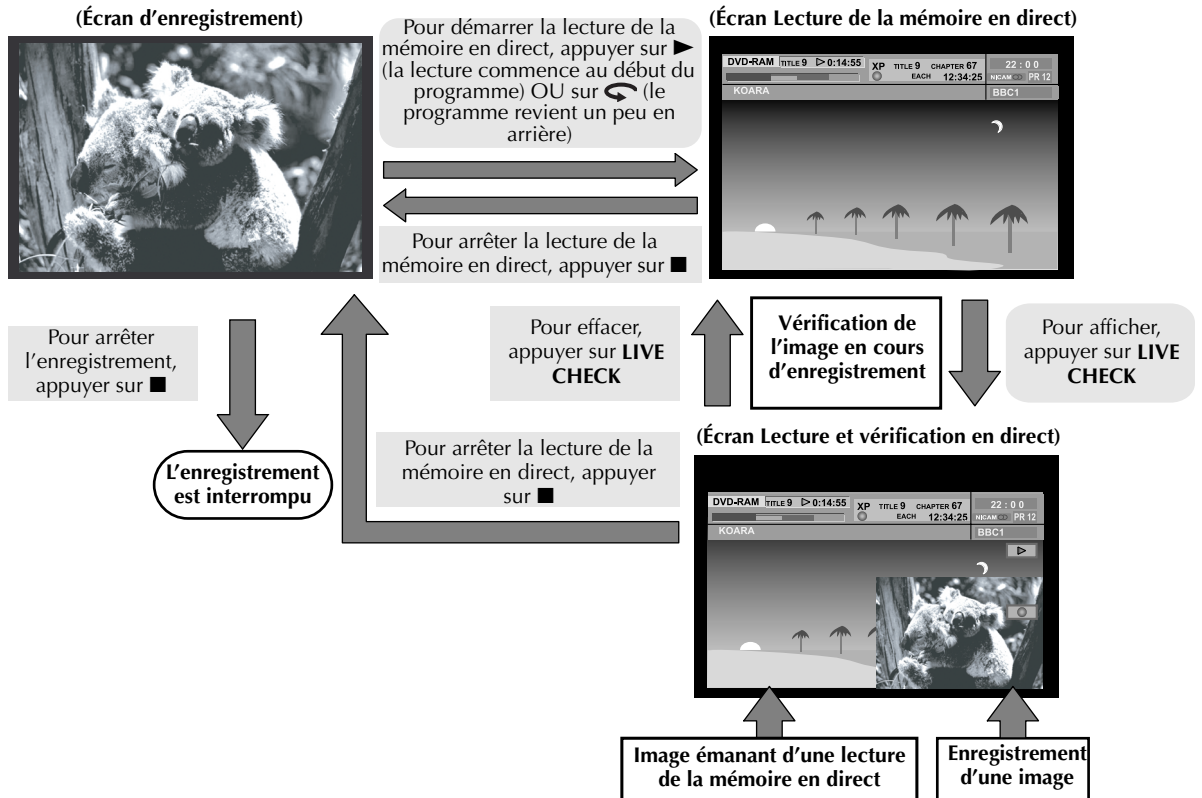 (Écran d'enregistrement)
Pour démarrer la lecture de la
mémoire en direct, appuyer sur ►
(la lecture commence au début du
programme) OU sur (le
programme revient un peu en
arrière)
(Écran Lecture de la mémoire en direct)
DVD-RAM TITLE 9 ▷ 0:14:55 XP TITLE 9 CHAPTER 67 22 : 0 0
EACH 12:34:25 NICAM PR 12
KOARA BBC1
Pour arrêter la lecture de la
mémoire en direct, appuyer sur ■
Pour arrêter
l'enregistrement,
appuyer sur ■
L'enregistrement
est interrompu
Pour effacer,
appuyer sur LIVE
CHECK
Vérification de
l'image en cours
d'enregistrement
Pour afficher,
appuyer sur LIVE
CHECK
Pour arrêter la lecture de la
mémoire en direct, appuyer
sur ■
(Écran Lecture et vérification en direct)
DVD-RAM TITLE 9 ▷ 0:14:55 XP TITLE 9 CHAPTER 67 22 : 0 0
EACH 12:34:25 NICAM PR 12
KOARA BBC1
Image émanant d'une lecture
de la mémoire en direct
Enregistrement
d'une image